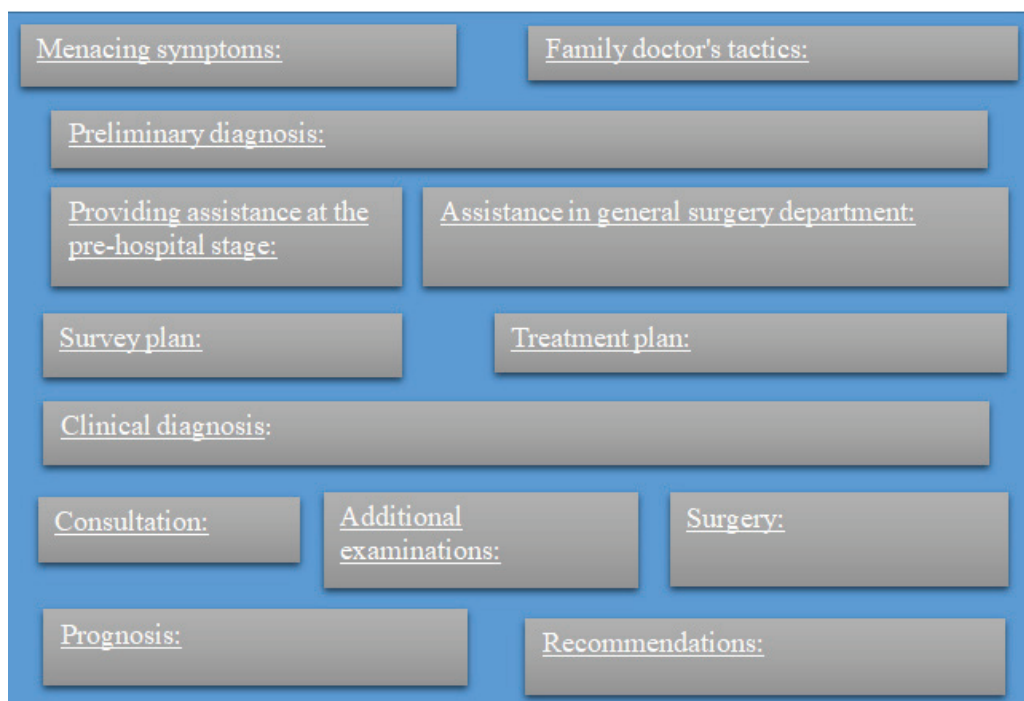 Menacing symptoms:
Family doctor's tactics:
Preliminary diagnosis:
Providing assistance at the
pre-hospital stage:
Assistance in general surgery department:
Survey plan:
Treatment plan:
Clinical diagnosis:
Consultation:
Additional
examinations:
Surgery:
Prognosis:
Recommendations: